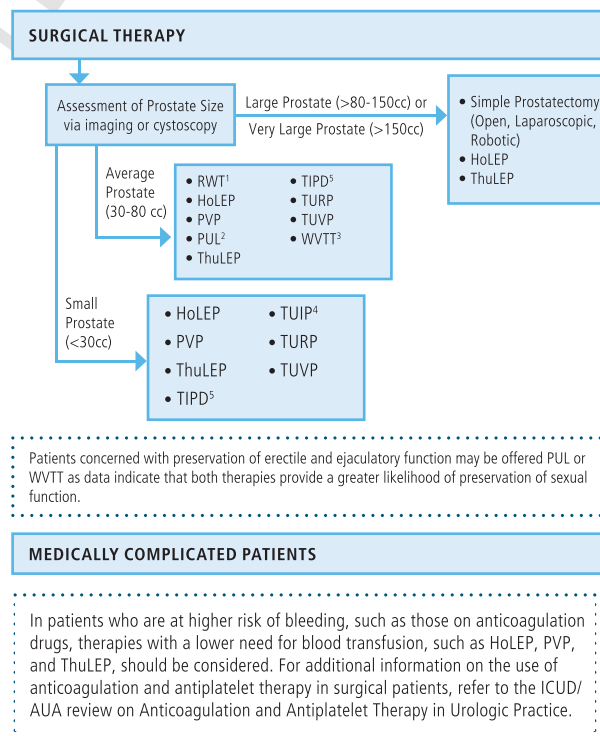 SURGICAL THERAPY
Assessment of Prostate Size
via imaging or cystoscopy
Large Prostate (>80-150cc) or
Very Large Prostate (>150cc)
• Simple Prostatectomy
(Open, Laparoscopic,
Robotic)
• HoLEP
• ThuLEP
Average
Prostate
(30-80 cc)
• RWT¹
• HoLEP
• PVP
• PUL²
• ThuLEP
• TIPD⁵
• TURP
• TUVP
• WVTT³
Small
Prostate
(<30cc)
• HoLEP
• PVP
• ThuLEP
• TIPD⁵
• TUIP⁴
• TURP
• TUVP
Patients concerned with preservation of erectile and ejaculatory function may be offered PUL or
WVTT as data indicate that both therapies provide a greater likelihood of preservation of sexual
function.
MEDICALLY COMPLICATED PATIENTS
In patients who are at higher risk of bleeding, such as those on anticoagulation
drugs, therapies with a lower need for blood transfusion, such as HoLEP, PVP,
and ThuLEP, should be considered. For additional information on the use of
anticoagulation and antiplatelet therapy in surgical patients, refer to the ICUD/
AUA review on Anticoagulation and Antiplatelet Therapy in Urologic Practice.